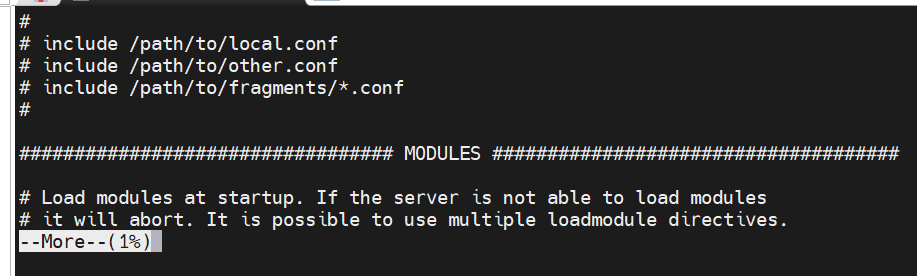 #
# include /path/to/local.conf
# include /path/to/other.conf
# include /path/to/fragments/*.conf
#
################################## MODULES #####################################
# Load modules at startup. If the server is not able to load modules
# it will abort. It is possible to use multiple loadmodule directives.
--More--(1%)